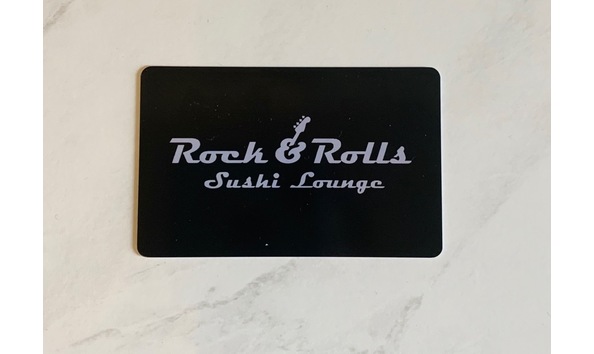 Rock & Rolls
Sushi Lounge